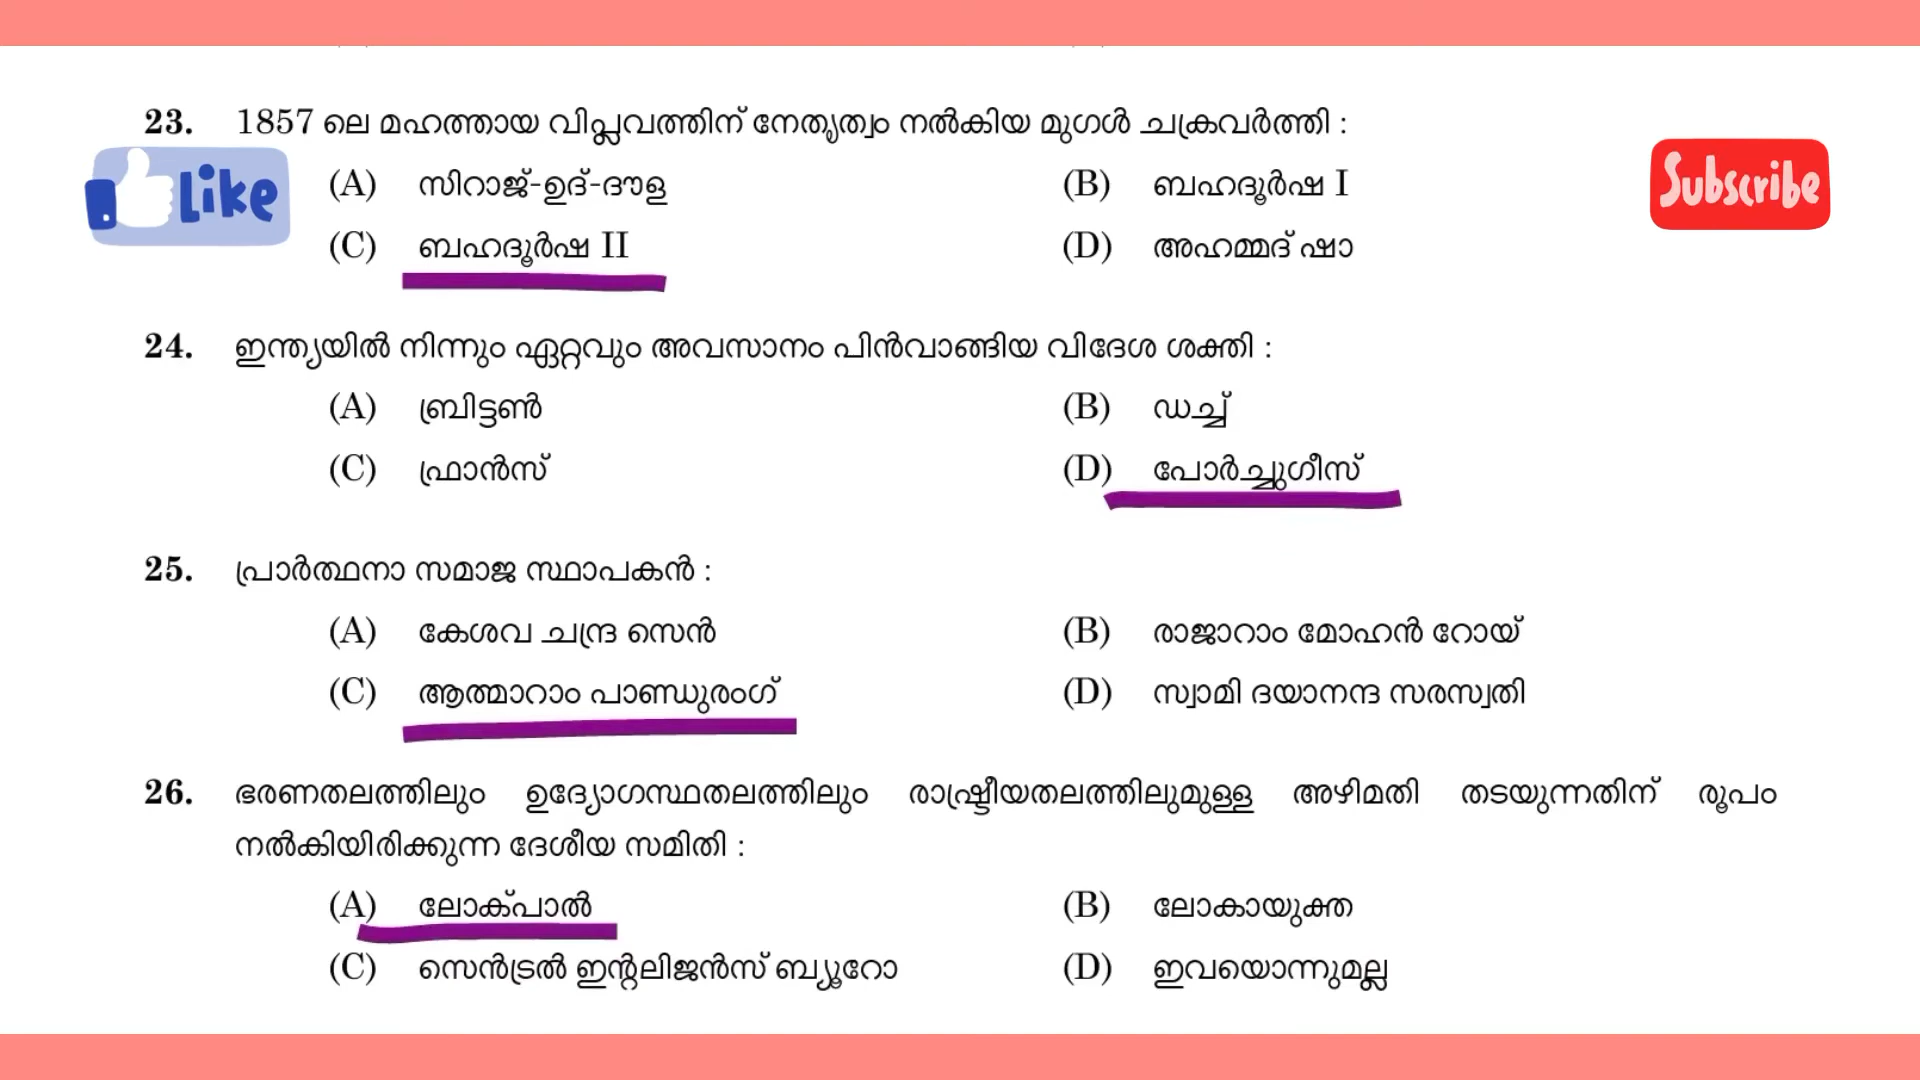 23. 1857 ലെ മഹത്തായ വിപ്ലവത്തിന് നേതൃത്വം നൽകിയ മുഗൾ ചക്രവർത്തി :
Like
Subscribe
(A) സിറാജ്-ഉദ്-ദൗള (B) ബഹദൂർഷ I
(C) ബഹദൂർഷ II (D) അഹമ്മദ് ഷാ
24. ഇന്ത്യയിൽ നിന്നും ഏറ്റവും അവസാനം പിൻവാങ്ങിയ വിദേശ ശക്തി :
(A) ബ്രിട്ടൺ (B) ഡച്ച്
(C) ഫ്രാൻസ് (D) പോർച്ചുഗീസ്
25. പ്രാർത്ഥനാ സമാജ സ്ഥാപകൻ :
(A) കേശവ ചന്ദ്ര സെൻ (B) രാജാറാം മോഹൻ റോയ്
(C) ആത്മാറാം പാണ്ഡുരംഗ് (D) സ്വാമി ദയാനന്ദ സരസ്വതി
26. ഭരണതലത്തിലും ഉദ്യോഗസ്ഥതലത്തിലും രാഷ്ട്രീയതലത്തിലുമുള്ള അഴിമതി തടയുന്നതിന് രൂപം
നൽകിയിരിക്കുന്ന ദേശീയ സമിതി :
(A) ലോക്പാൽ (B) ലോകായുക്ത
(C) സെൻട്രൽ ഇന്റലിജൻസ് ബ്യൂറോ (D) ഇവയൊന്നുമല്ല